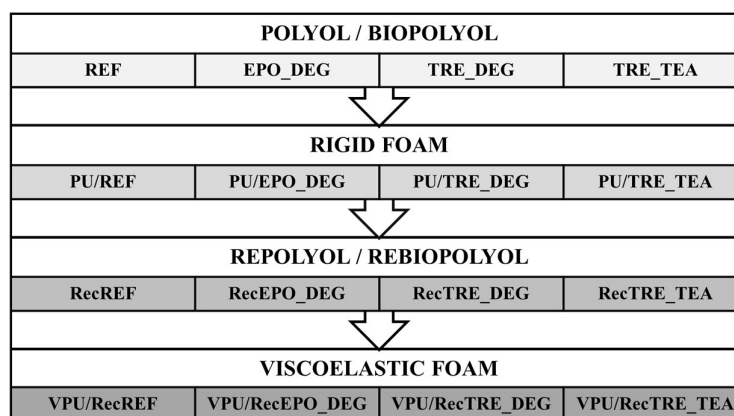 POLYOL / BIOPOLYOL
REF EPO_DEG TRE_DEG TRE_TEA
RIGID FOAM
PU/REF PU/EPO_DEG PU/TRE_DEG PU/TRE_TEA
REPOLYOL / REBIOPOLYOL
RecREF RecEPO_DEG RecTRE_DEG RecTRE_TEA
VISCOELASTIC FOAM
VPU/RecREF VPU/RecEPO_DEG VPU/RecTRE_DEG VPU/RecTRE_TEA